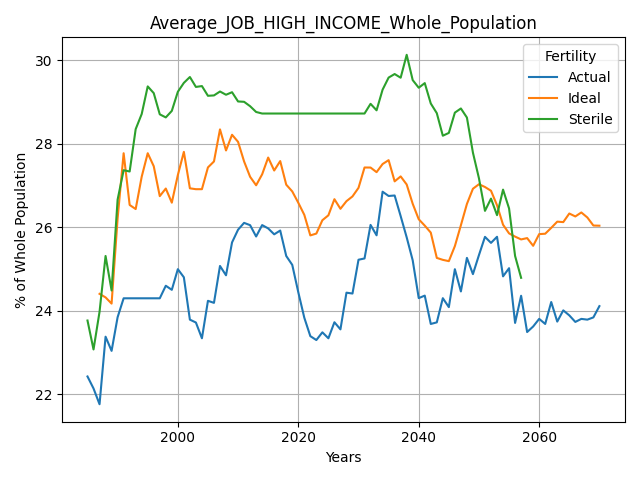 Average_JOB_HIGH_INCOME_Whole_Population
% of Whole Population
30
28
26
24
22
Fertility
Actual
Ideal
Sterile
2000 2020 2040 2060
Years